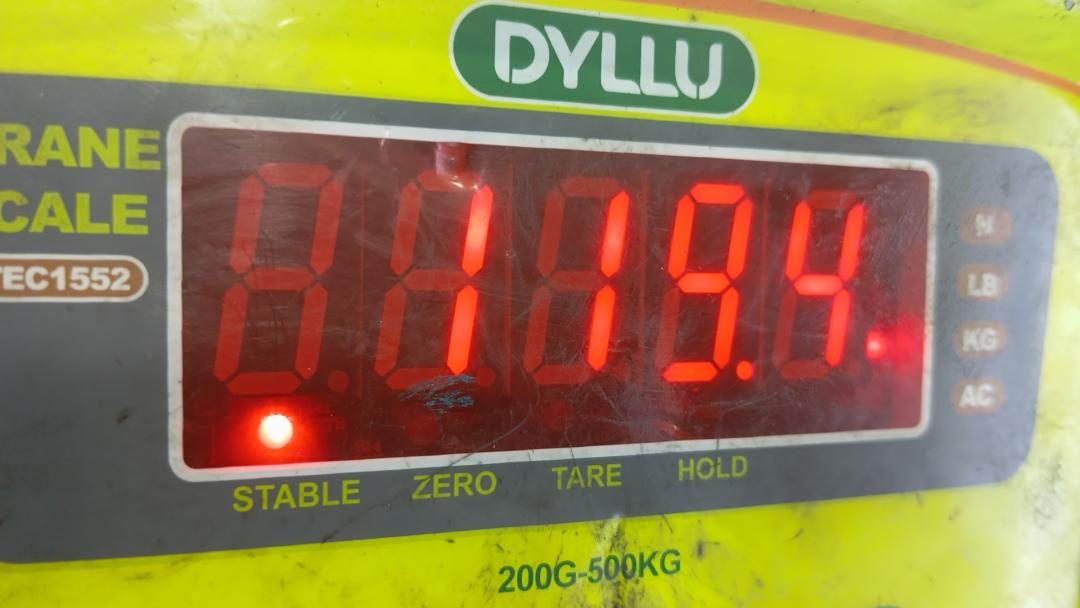 DYLLU
RANE
CALE
TEC1552
119.4
N
LB
KG
AC
STABLE ZERO TARE HOLD
200G-500KG